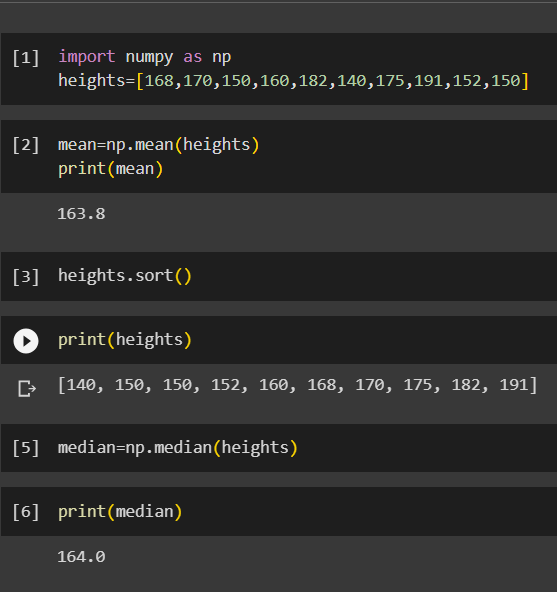 [1] import numpy as np
heights=[168,170,150,160,182,140,175,191,152,150]
[2] mean=np.mean(heights)
print(mean)
163.8
[3] heights.sort()
print(heights)
[140, 150, 150, 152, 160, 168, 170, 175, 182, 191]
[5] median=np.median(heights)
[6] print(median)
164.0